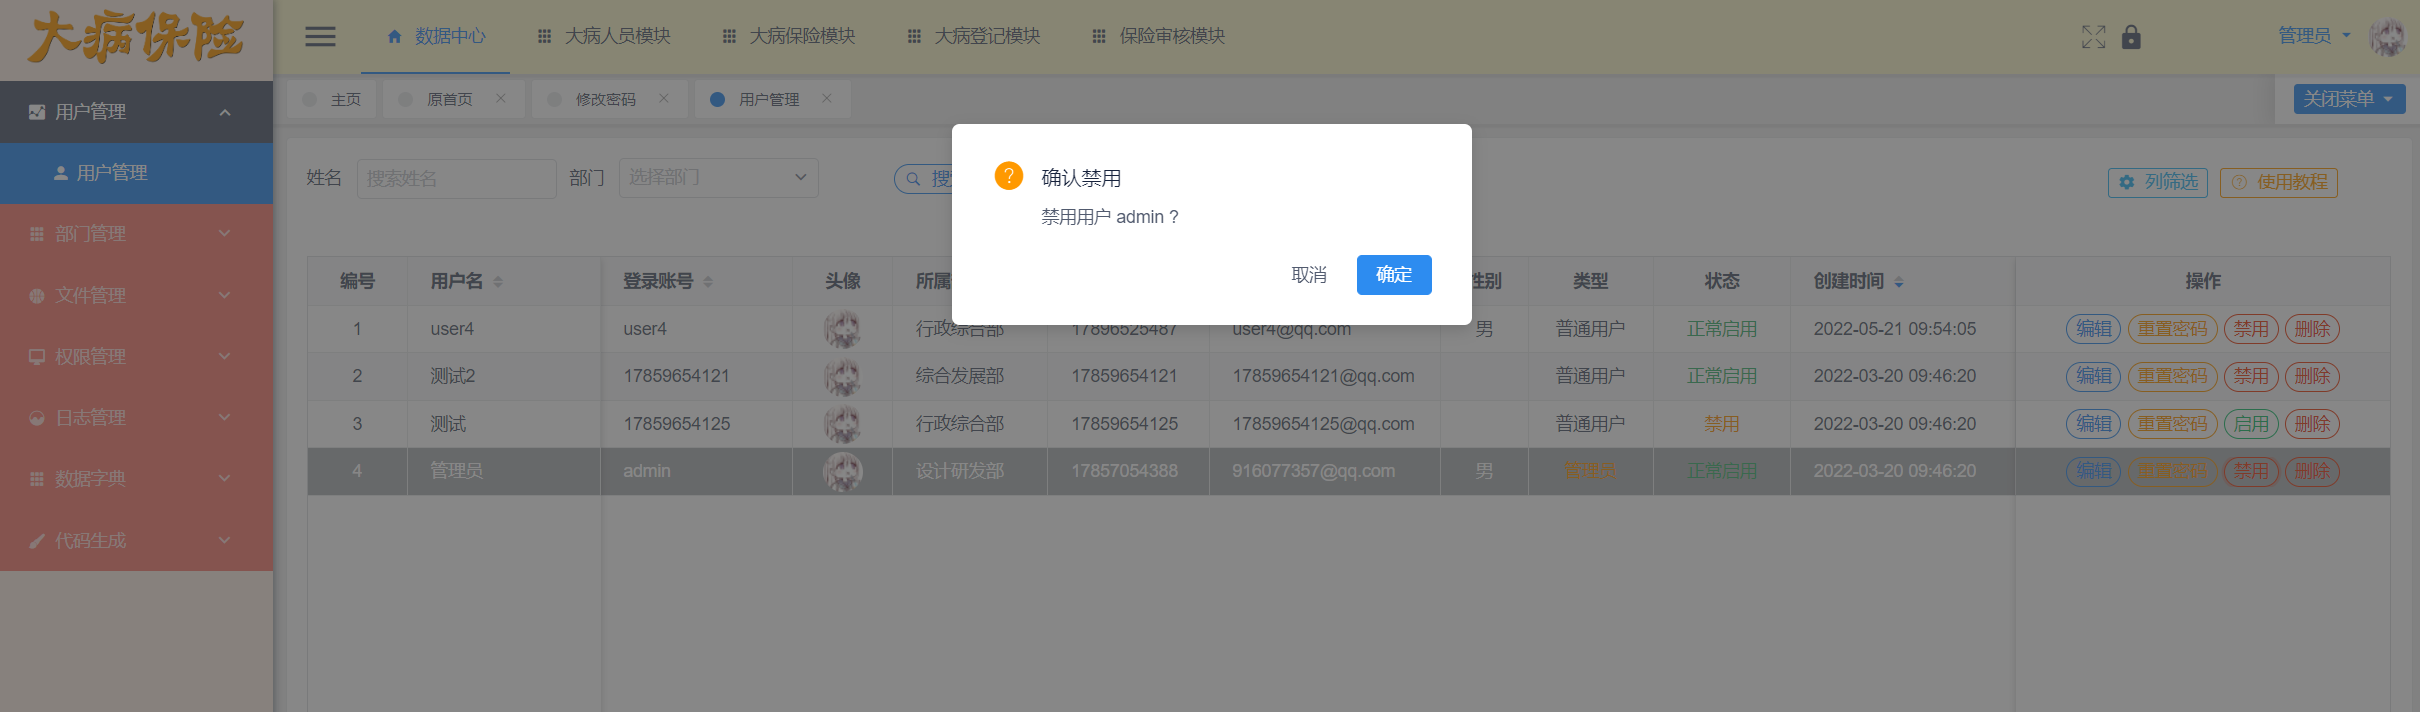 大病保险
数据中心 大病人员模块 大病保险模块 大病登记模块 保险审核模块 管理员
主页 原首页 修改密码 用户管理 关闭菜单
用户管理
用户管理
部门管理
文件管理
权限管理
日志管理
数据字典
代码生成
姓名 搜索姓名 部门 选择部门 列筛选 使用教程
确认禁用
禁用用户 admin ?
取消 确定
编号 用户名 登录账号 头像 所属 性别 类型 状态 创建时间 操作
1 user4 user4 行政综合部 17896525487 user4@qq.com 男 普通用户 正常启用 2022-05-21 09:54:05 编辑 重置密码 禁用 删除
2 测试2 17859654121 综合发展部 17859654121 17859654121@qq.com 普通用户 正常启用 2022-03-20 09:46:20 编辑 重置密码 禁用 删除
3 测试 17859654125 行政综合部 17859654125 17859654125@qq.com 普通用户 禁用 2022-03-20 09:46:20 编辑 重置密码 启用 删除
4 管理员 admin 设计研发部 17857054388 916077357@qq.com 男 管理员 正常启用 2022-03-20 09:46:20 编辑 重置密码 禁用 删除